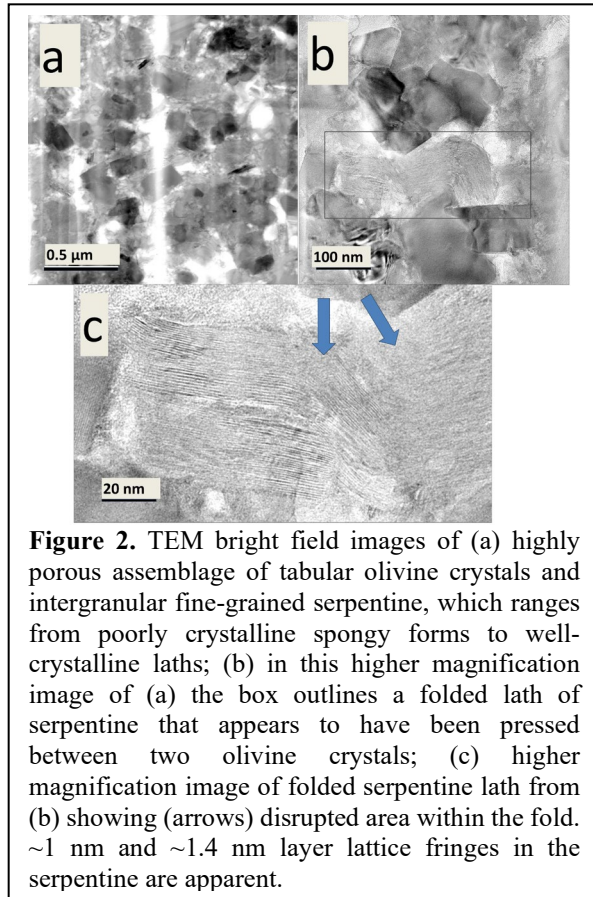 a
b
0.5 µm
100 nm
c
20 nm
Figure 2. TEM bright field images of (a) highly
porous assemblage of tabular olivine crystals and
intergranular fine-grained serpentine, which ranges
from poorly crystalline spongy forms to well-
crystalline laths; (b) in this higher magnification
image of (a) the box outlines a folded lath of
serpentine that appears to have been pressed
between two olivine crystals; (c) higher
magnification image of folded serpentine lath from
(b) showing (arrows) disrupted area within the fold.
~1 nm and ~1.4 nm layer lattice fringes in the
serpentine are apparent.